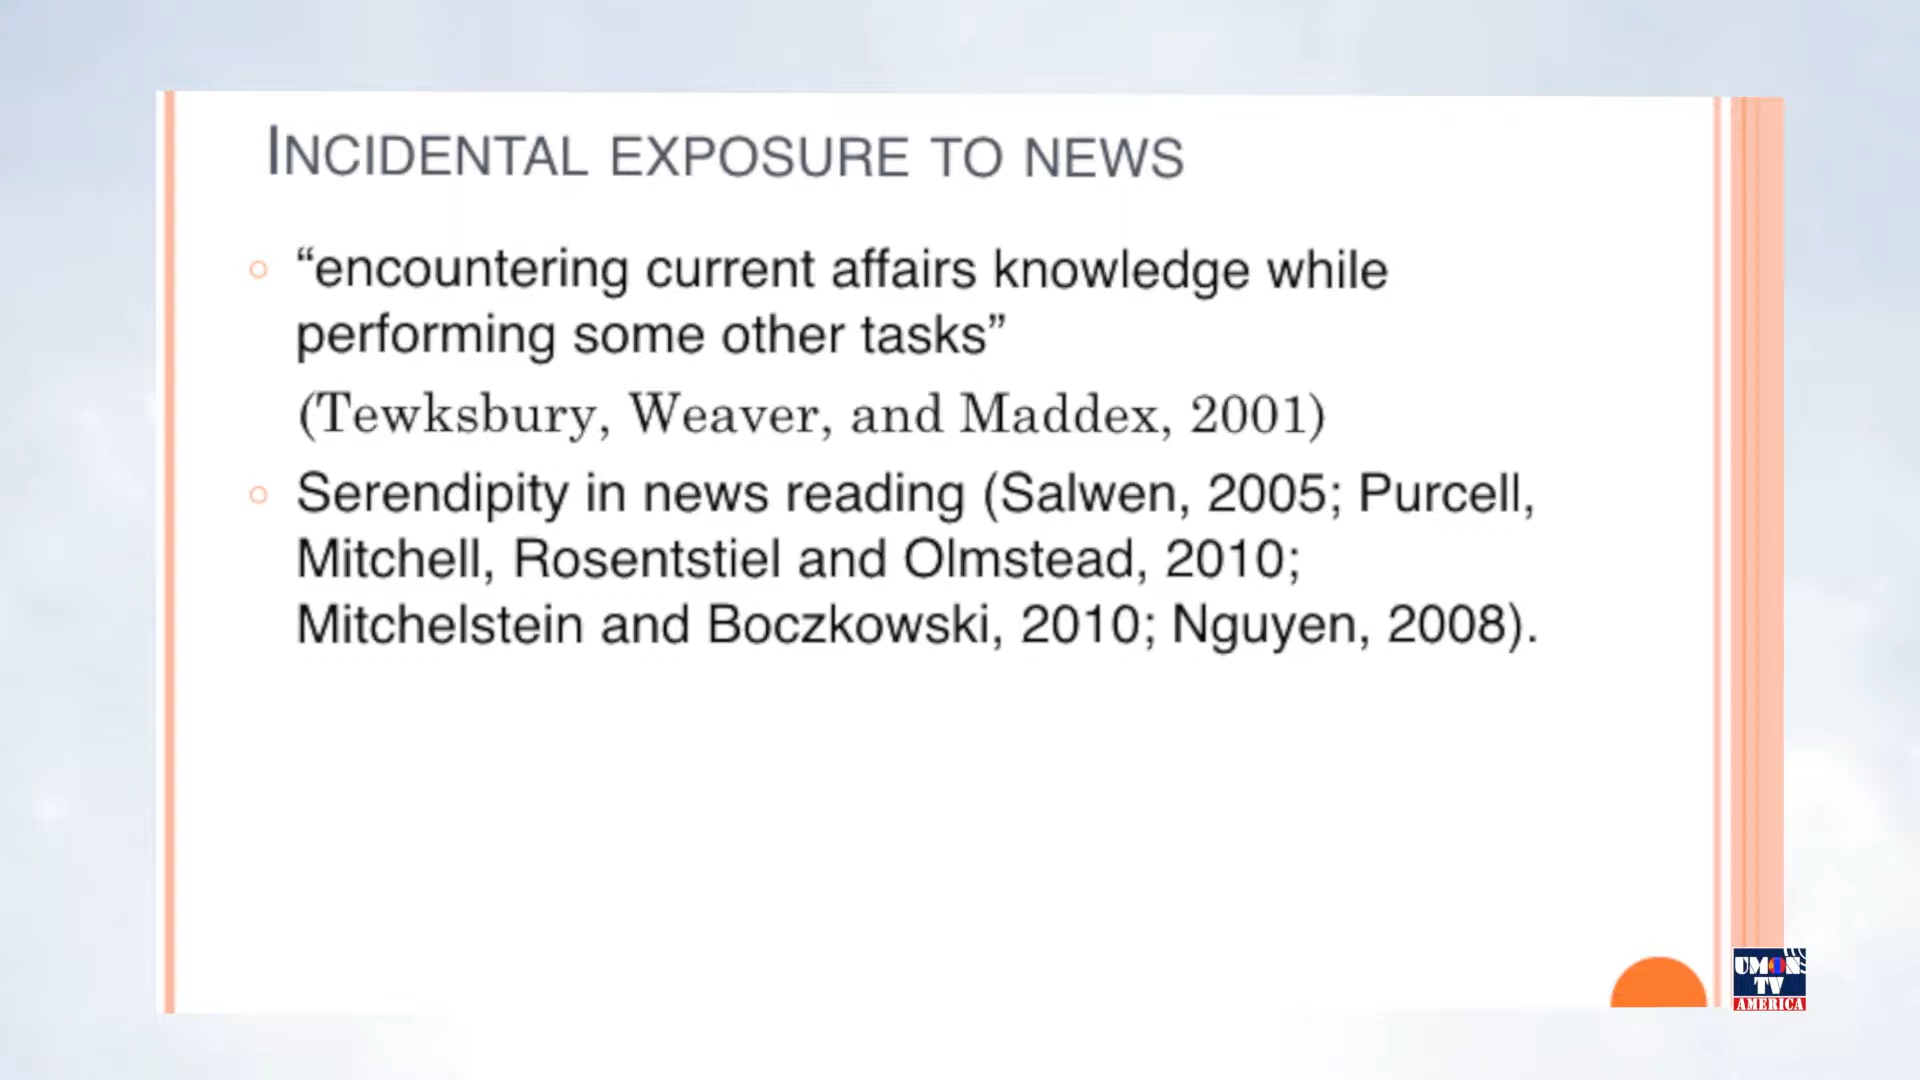 INCIDENTAL EXPOSURE TO NEWS
“encountering current affairs knowledge while
performing some other tasks”
(Tewksbury, Weaver, and Maddex, 2001)
Serendipity in news reading (Salwen, 2005; Purcell,
Mitchell, Rosentstiel and Olmstead, 2010;
Mitchelstein and Boczkowski, 2010; Nguyen, 2008).
UMON
TV
AMERICA